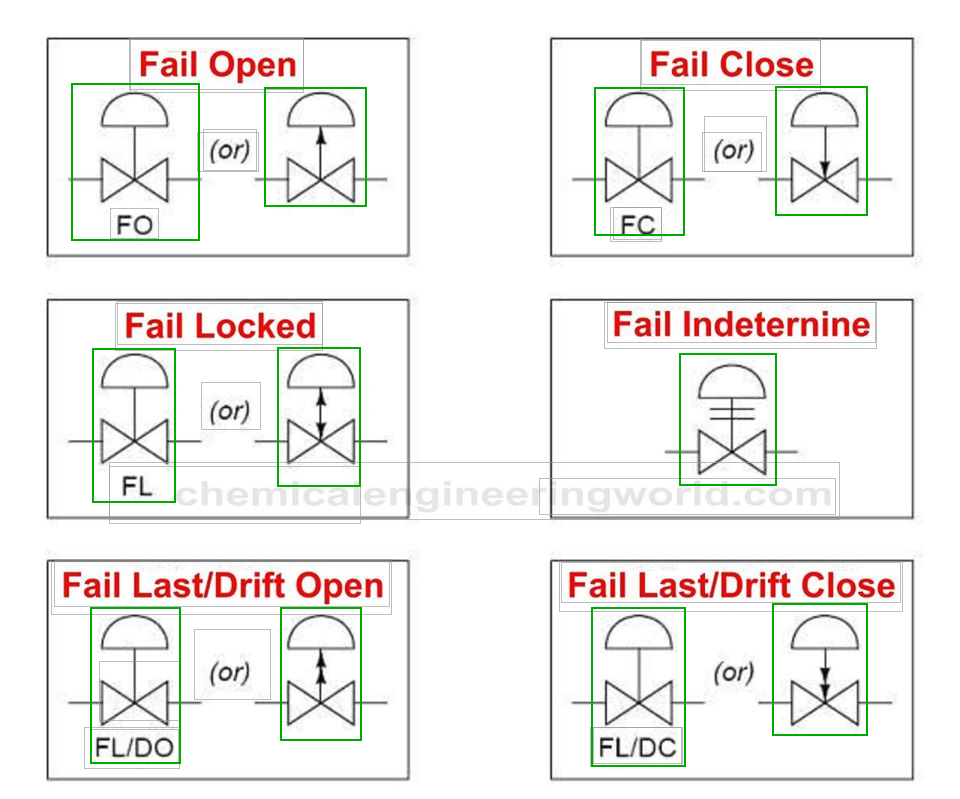 Fail Open
(or)
FO
Fail Close
(or)
FC
Fail Locked
(or)
FL
Fail Indeternine
chemicalengineeringworld.com
Fail Last/Drift Open
(or)
FL/DO
Fail Last/Drift Close
(or)
FL/DC